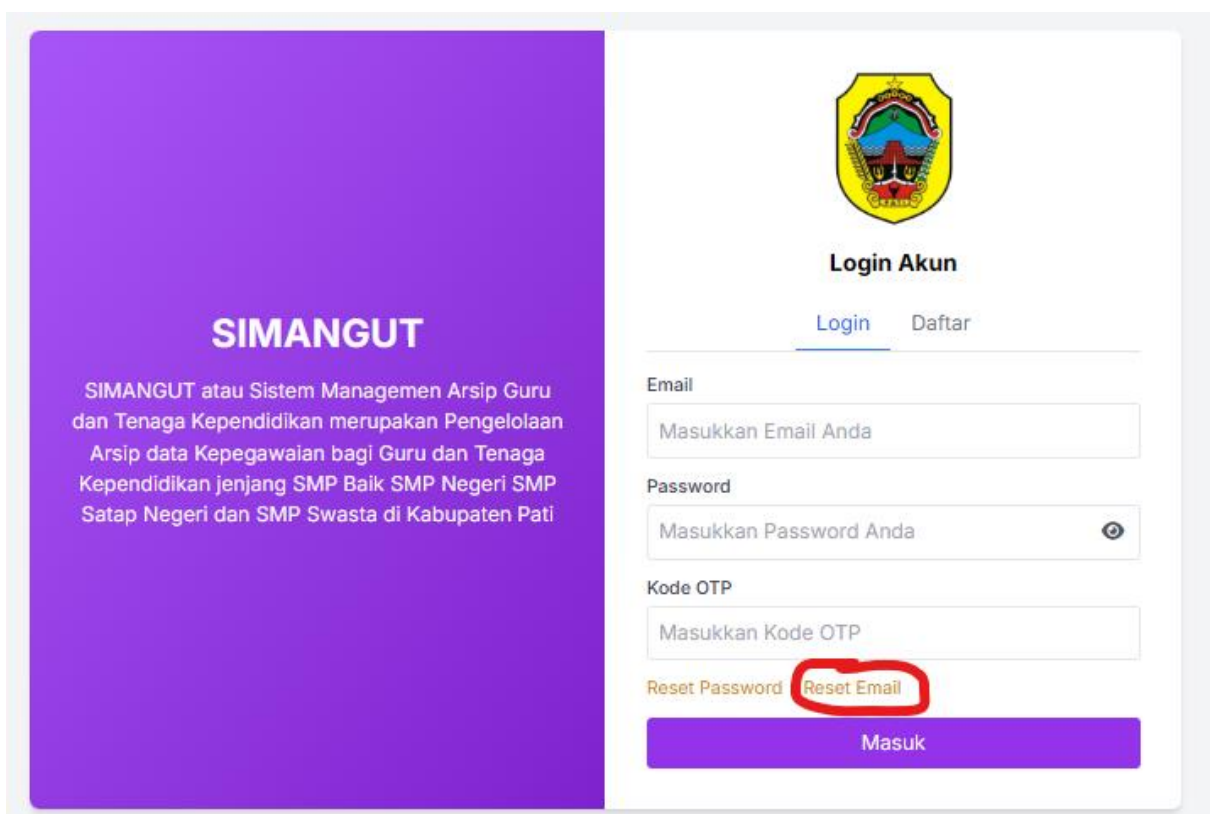 SIMANGUT
SIMANGUT atau Sistem Managemen Arsip Guru
dan Tenaga Kependidikan merupakan Pengelolaan
Arsip data Kepegawaian bagi Guru dan Tenaga
Kependidikan jenjang SMP Baik SMP Negeri SMP
Satap Negeri dan SMP Swasta di Kabupaten Pati
PATI
Login Akun
Login Daftar
Email
Masukkan Email Anda
Password
Masukkan Password Anda
Kode OTP
Masukkan Kode OTP
Reset Password Reset Email
Masuk